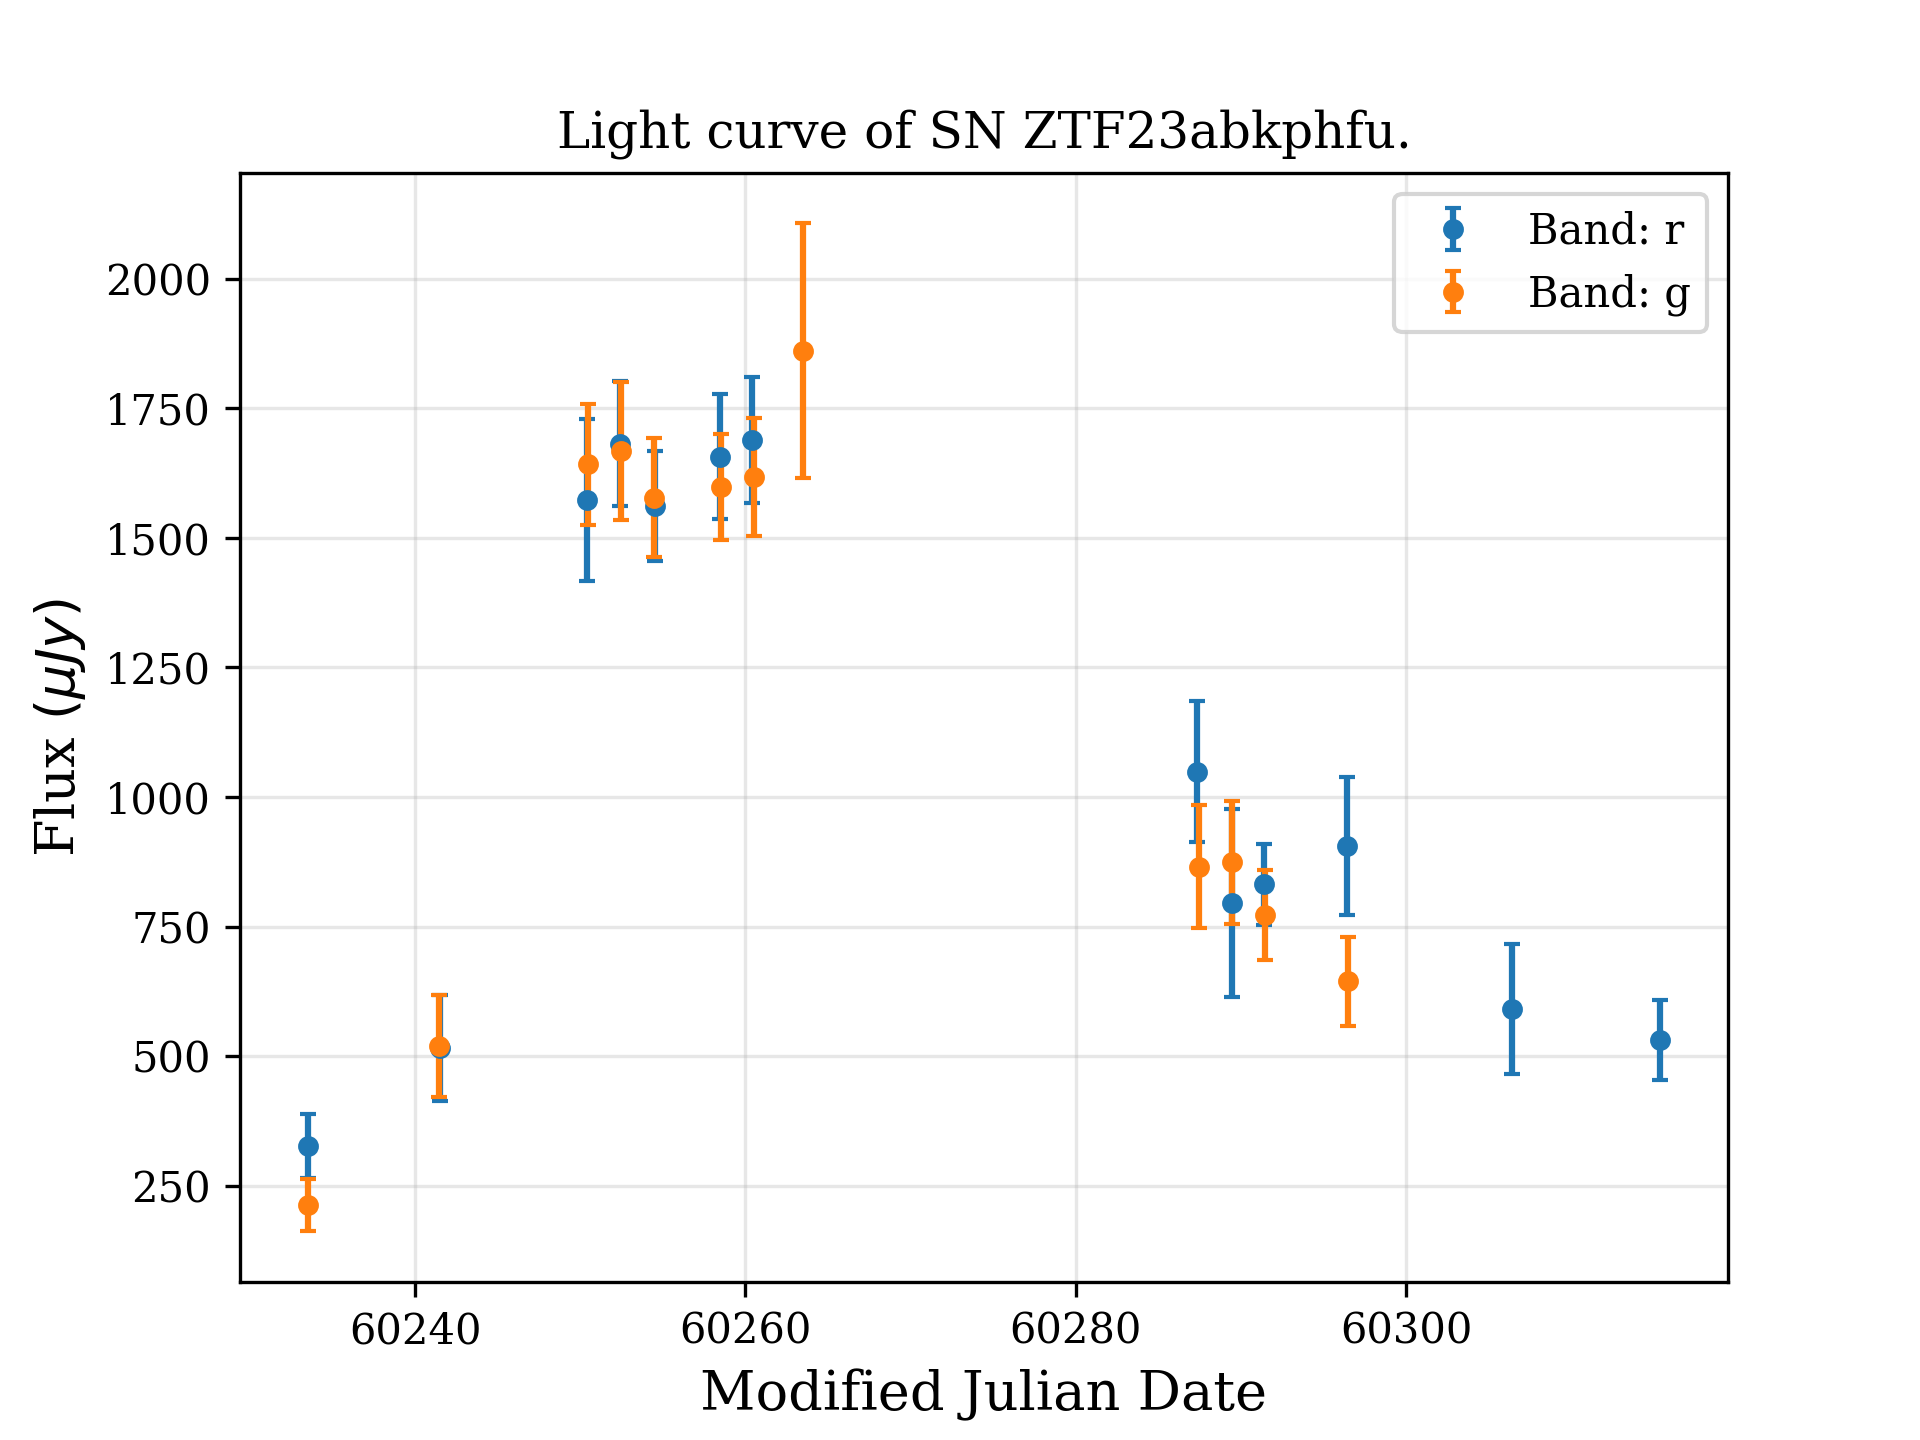 Light curve of SN ZTF23abkphfu.
Band: r
Band: g
Flux (μJy)
2000
1750
1500
1250
1000
750
500
250
60240
60260
60280
60300
Modified Julian Date